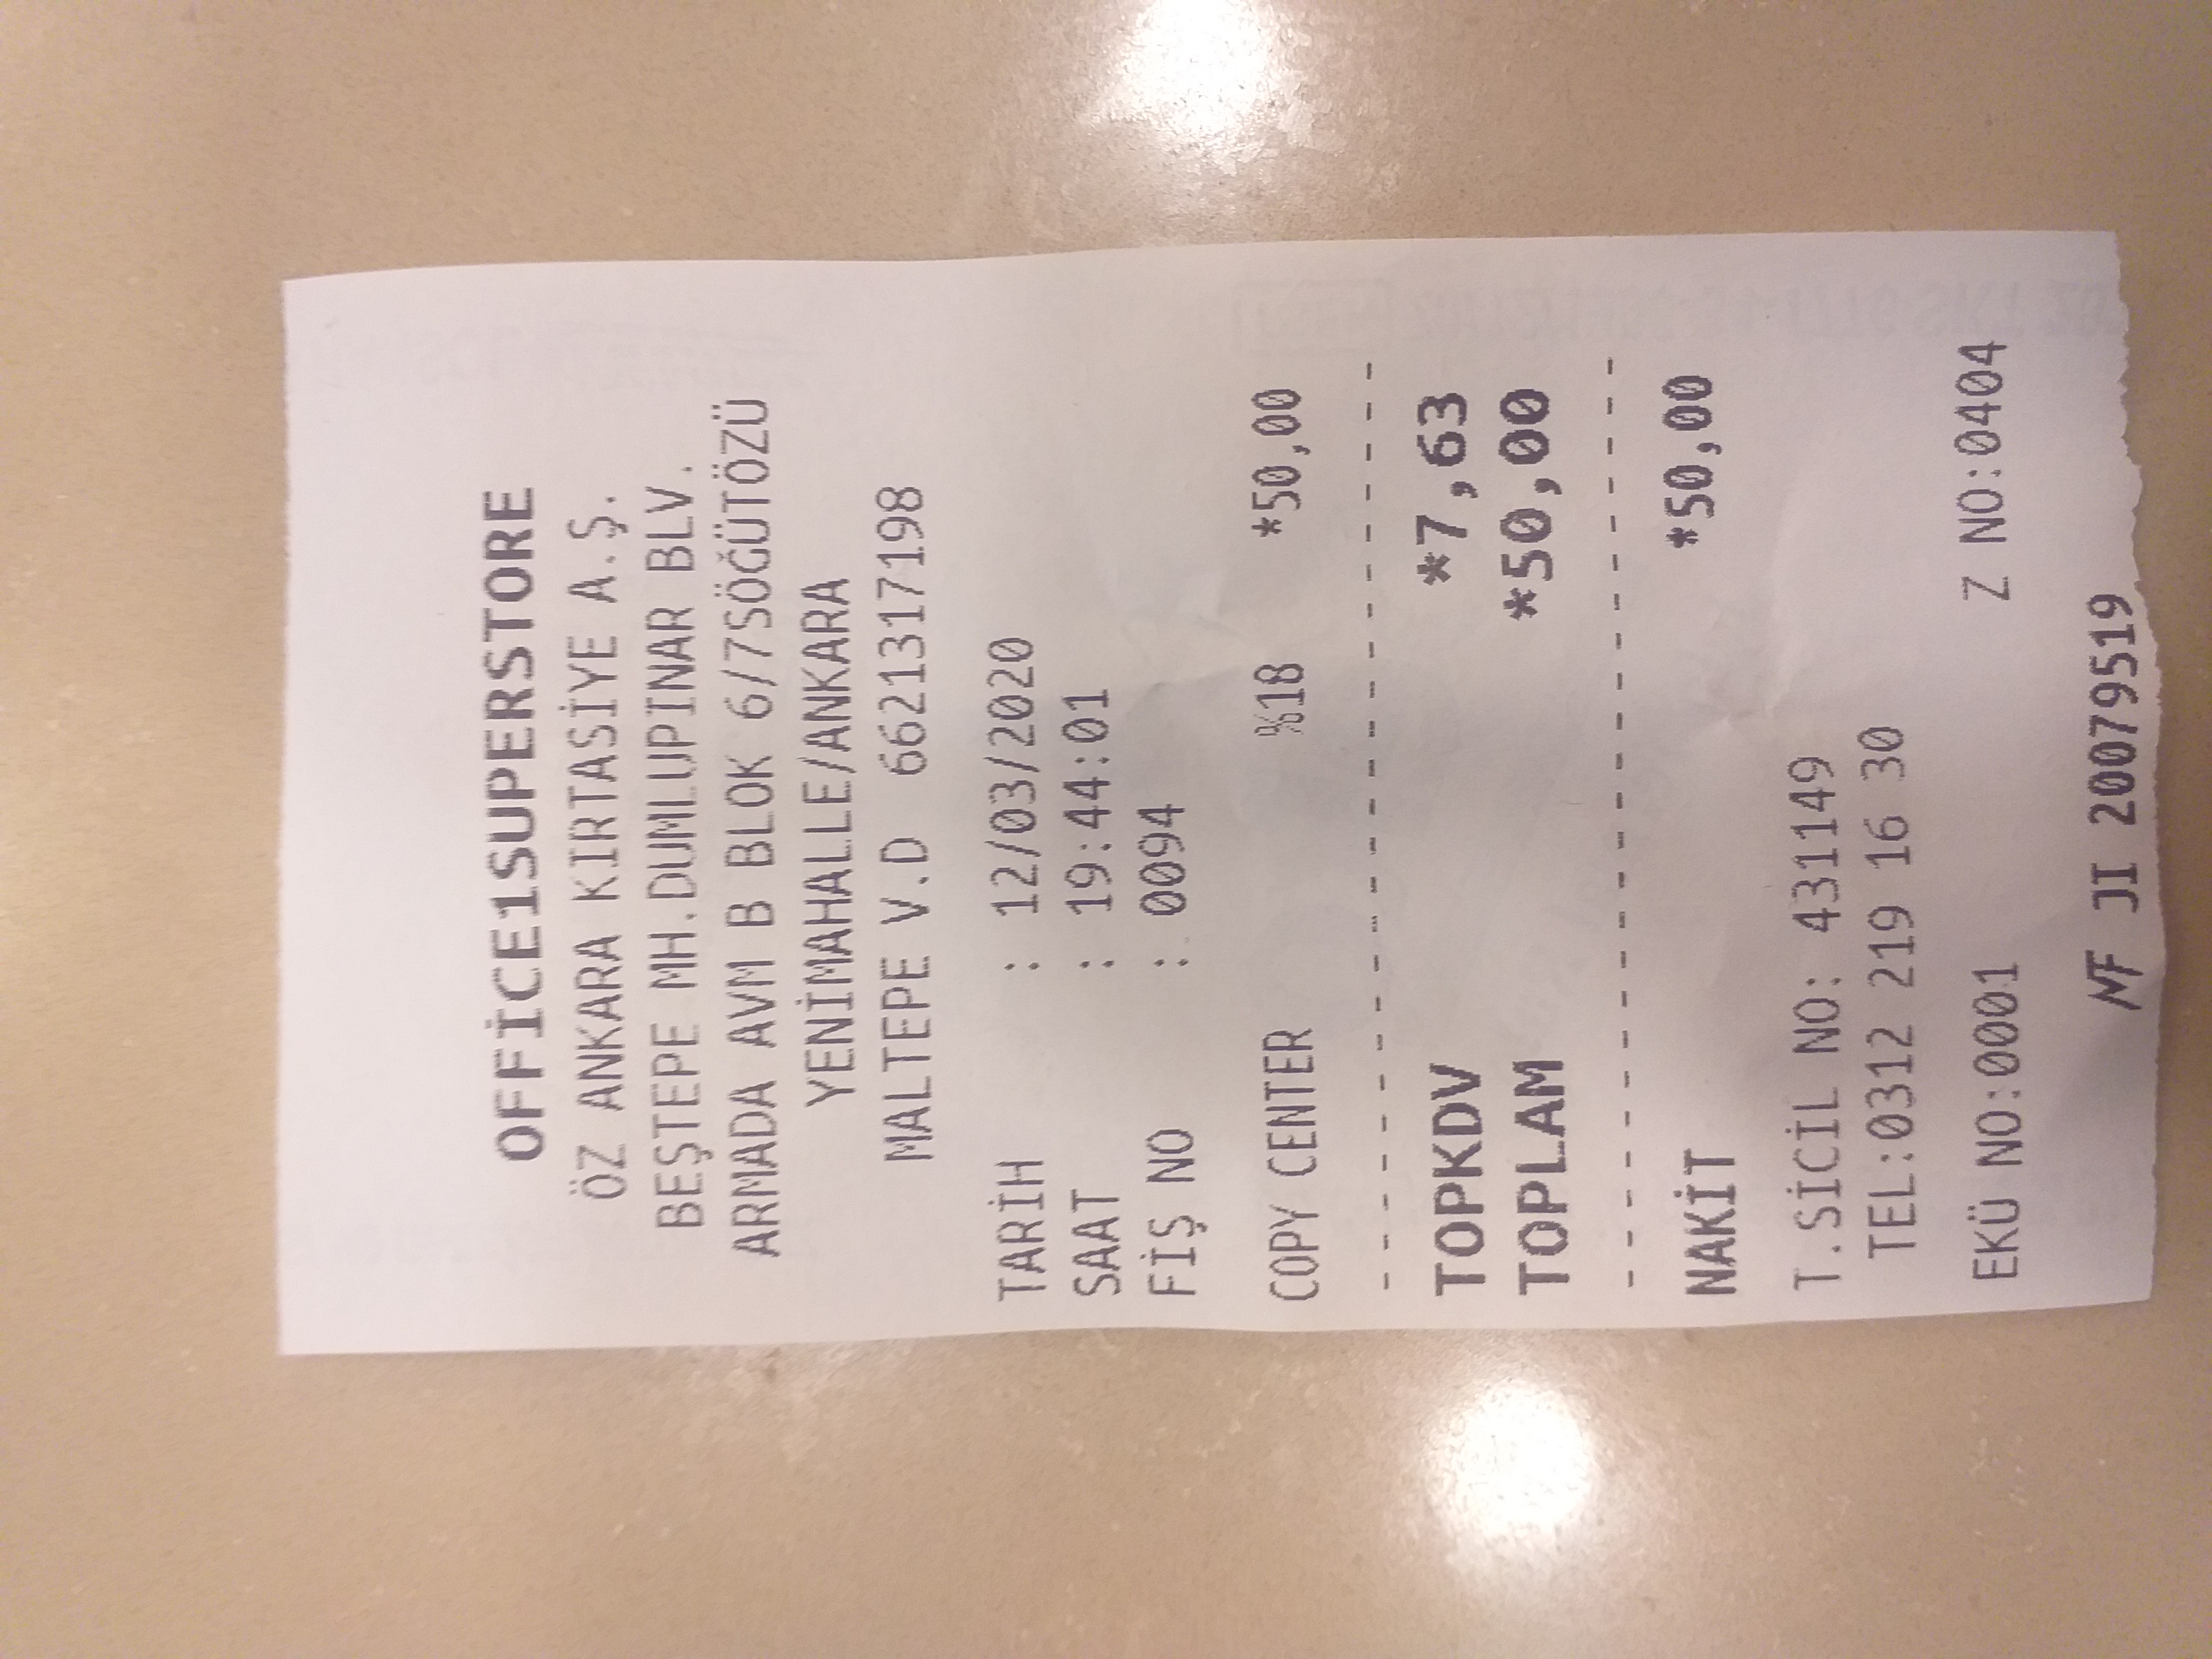 OFFİCE1SUPERSTORE
ÖZ ANKARA KIRTASİYE A.Ş.
BEŞTEPE MH.DUMLUPINAR BLV.
ARMADA AVM B BLOK 6/7SÖĞÜTÖZÜ
YENİMAHALLE/ANKARA
MALTEPE V.D 6621317198
TARİH : 12/03/2020
SAAT : 19:44:01
FİŞ NO : 0094
COPY CENTER %18 *50,00
TOPKDV *7,63
TOPLAM *50,00
NAKİT *50,00
T.SİCİL NO: 431149
TEL:0312 219 16 30
EKÜ NO:0001 Z NO:0404
MF JI 20079519